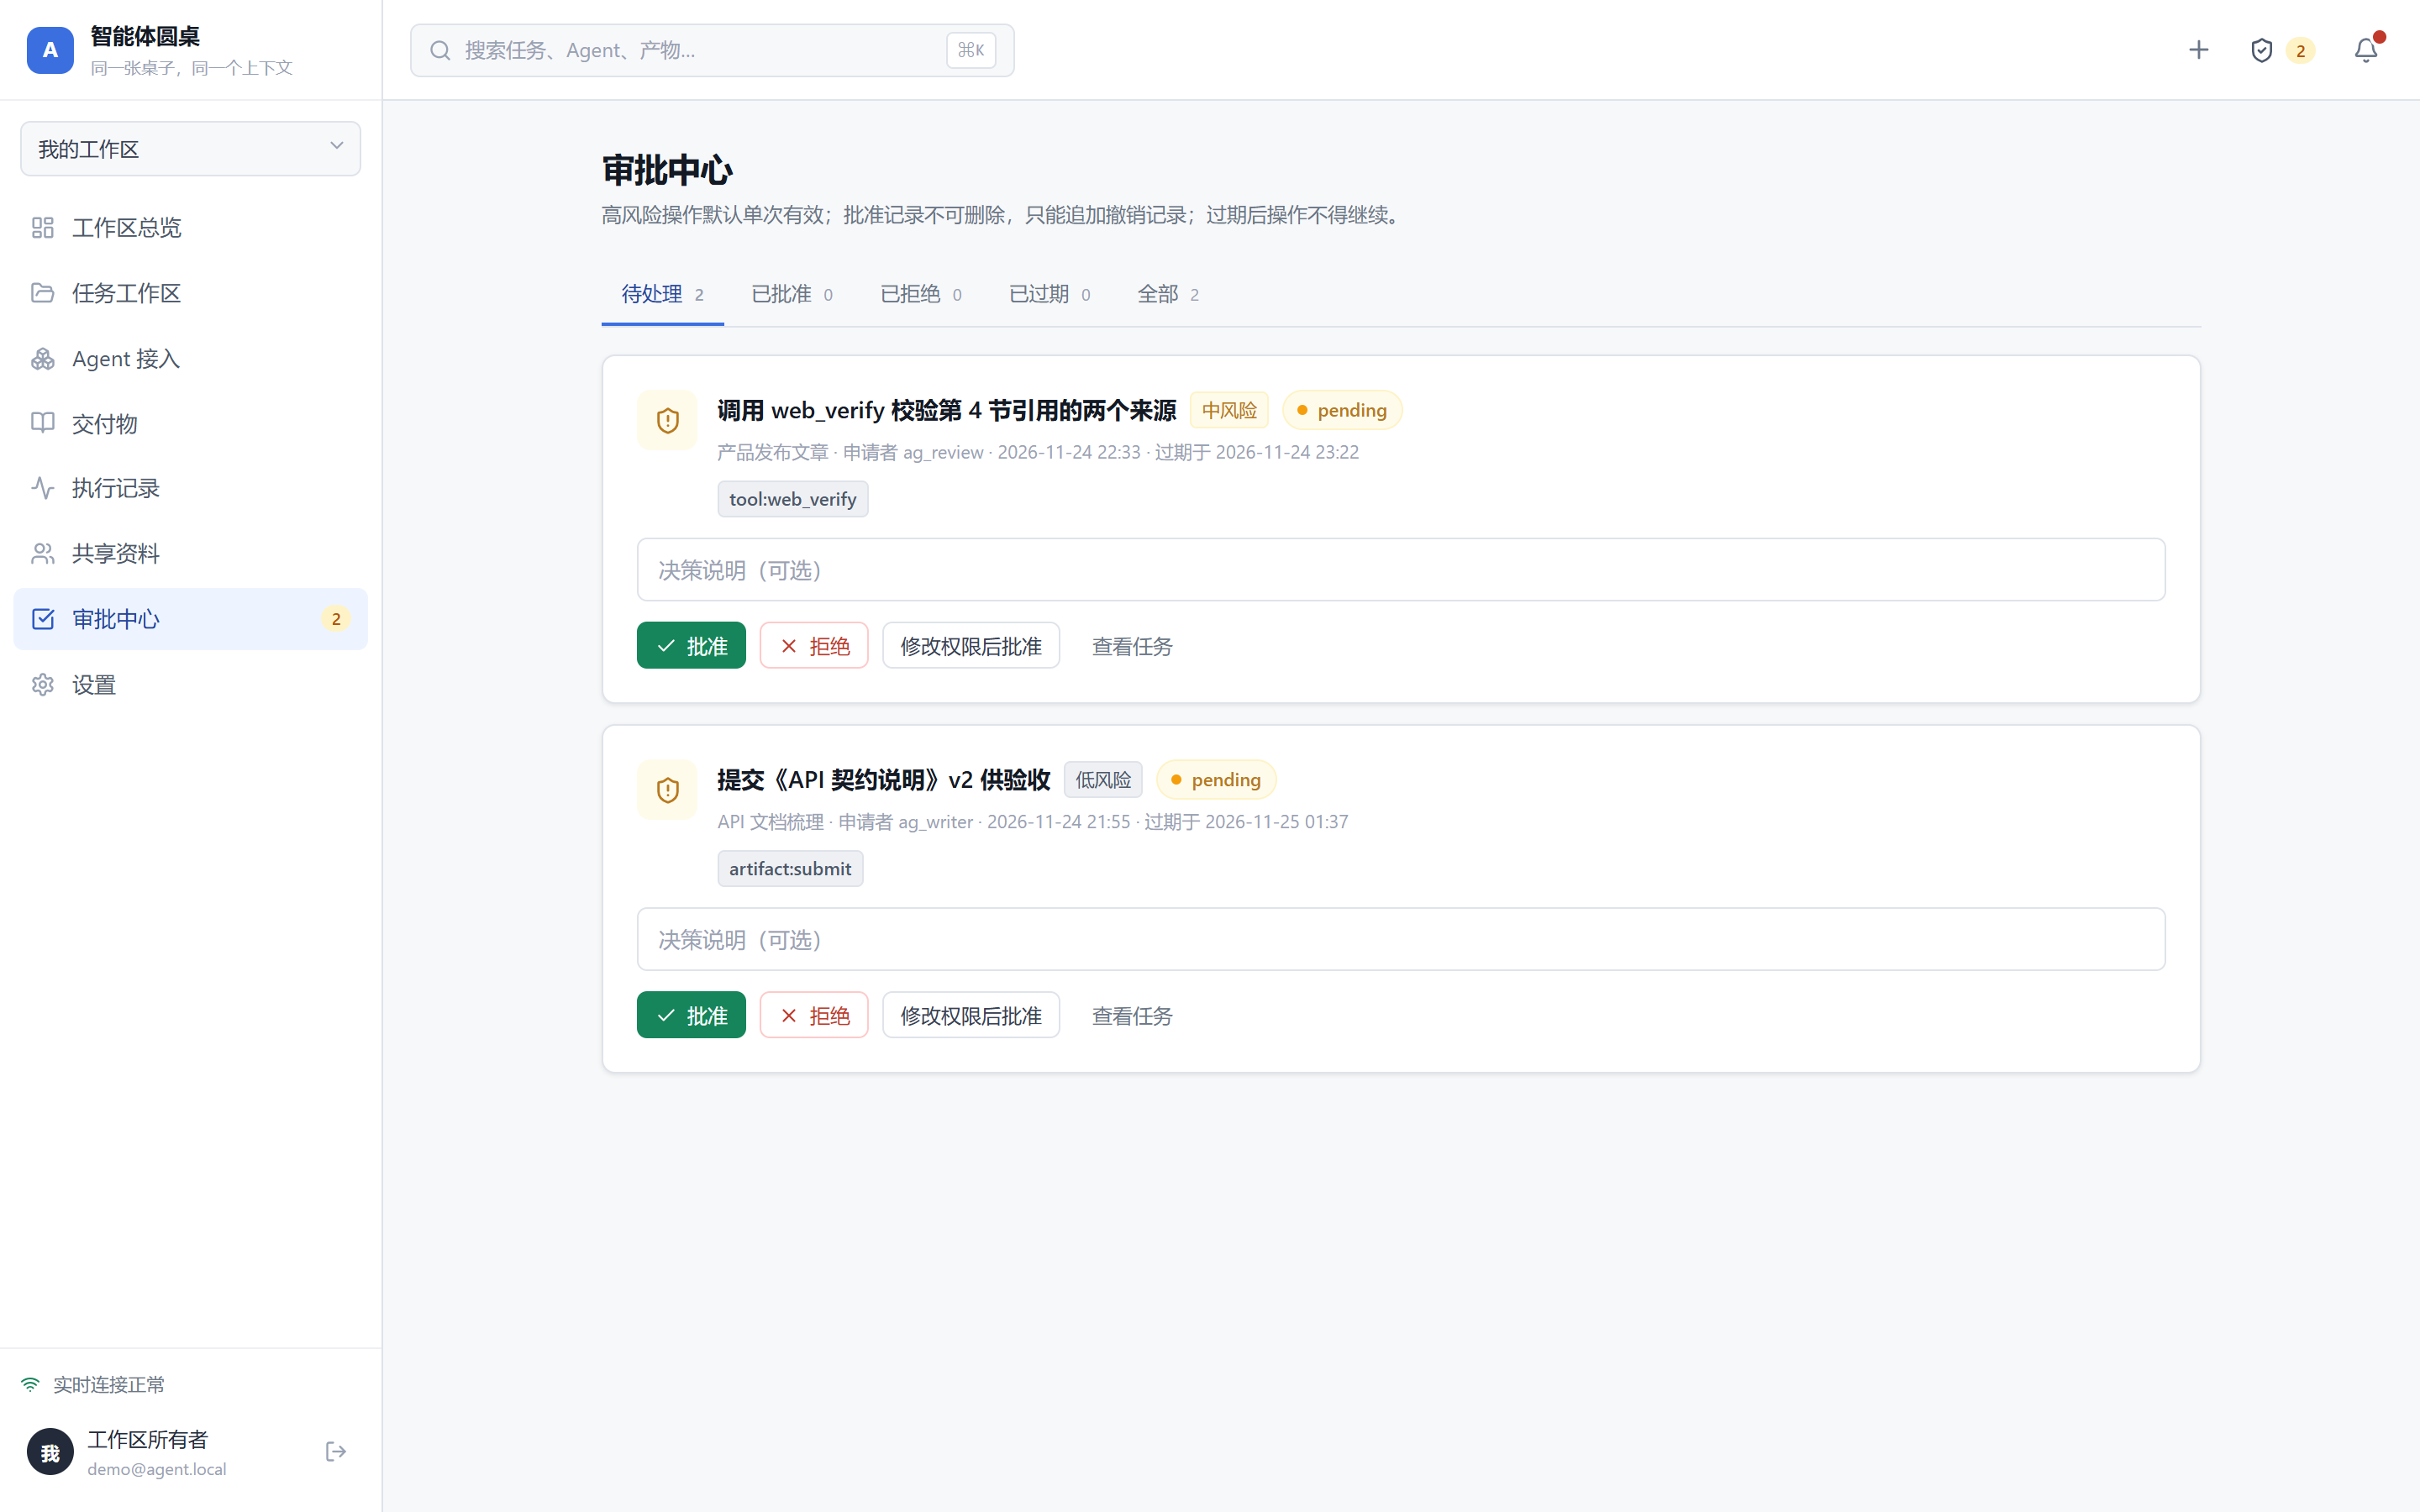 A
智能体圆桌
同一张桌子，同一个上下文
搜索任务、Agent、产物...
⌘K
2
我的工作区
工作区总览
任务工作区
Agent 接入
交付物
执行记录
共享资料
审批中心 2
设置
审批中心
高风险操作默认单次有效；批准记录不可删除，只能追加撤销记录；过期后操作不得继续。
待处理 2 已批准 0 已拒绝 0 已过期 0 全部 2
调用 web_verify 校验第 4 节引用的两个来源 中风险 pending
产品发布文章 · 申请者 ag_review · 2026-11-24 22:33 · 过期于 2026-11-24 23:22
tool:web_verify
决策说明（可选）
批准 拒绝 修改权限后批准 查看任务
提交《API 契约说明》v2 供验收 低风险 pending
API 文档梳理 · 申请者 ag_writer · 2026-11-24 21:55 · 过期于 2026-11-25 01:37
artifact:submit
决策说明（可选）
批准 拒绝 修改权限后批准 查看任务
实时连接正常
我
工作区所有者
demo@agent.local